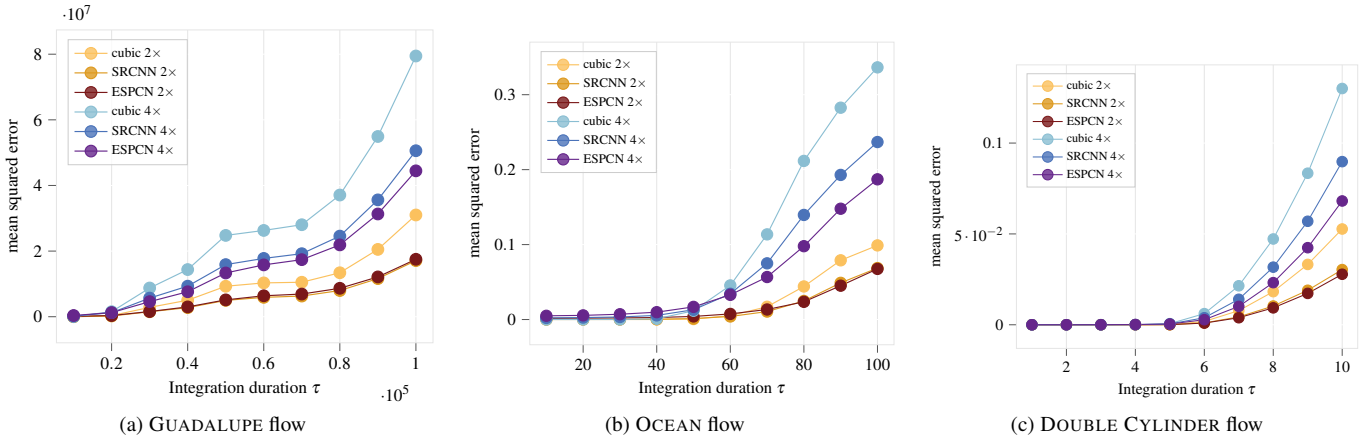 ·10⁷
8
6
4
2
0
mean squared error
cubic 2×
SRCNN 2×
ESPCN 2×
cubic 4×
SRCNN 4×
ESPCN 4×
0.2 0.4 0.6 0.8 1
Integration duration τ
·10⁵
(a) GUADALUPE flow
0.3
0.2
0.1
0
mean squared error
cubic 2×
SRCNN 2×
ESPCN 2×
cubic 4×
SRCNN 4×
ESPCN 4×
20 40 60 80 100
Integration duration τ
(b) OCEAN flow
0.1
5·10⁻²
0
mean squared error
cubic 2×
SRCNN 2×
ESPCN 2×
cubic 4×
SRCNN 4×
ESPCN 4×
2 4 6 8 10
Integration duration τ
(c) DOUBLE CYLINDER flow